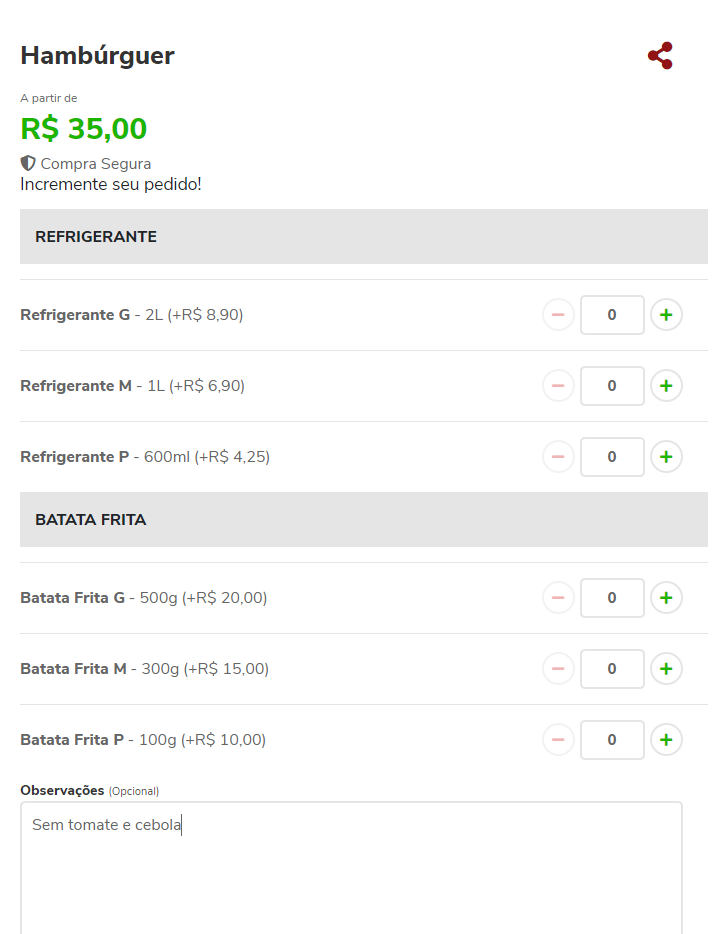 Hambúrguer
A partir de
R$ 35,00
Compra Segura
Incremente seu pedido!
REFRIGERANTE
Refrigerante G - 2L (+R$ 8,90) − 0 +
Refrigerante M - 1L (+R$ 6,90) − 0 +
Refrigerante P - 600ml (+R$ 4,25) − 0 +
BATATA FRITA
Batata Frita G - 500g (+R$ 20,00) − 0 +
Batata Frita M - 300g (+R$ 15,00) − 0 +
Batata Frita P - 100g (+R$ 10,00) − 0 +
Observações (Opcional)
Sem tomate e cebola